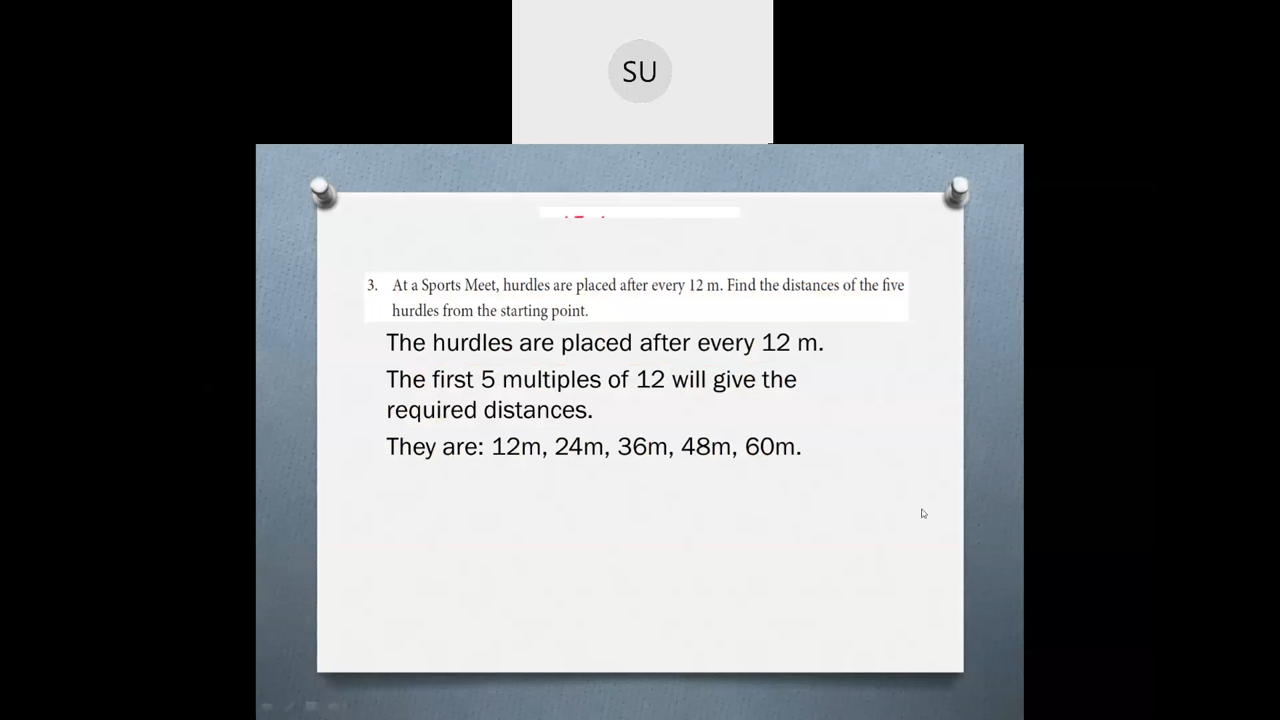 SU
3. At a Sports Meet, hurdles are placed after every 12 m. Find the distances of the five
hurdles from the starting point.
The hurdles are placed after every 12 m.
The first 5 multiples of 12 will give the
required distances.
They are: 12m, 24m, 36m, 48m, 60m.